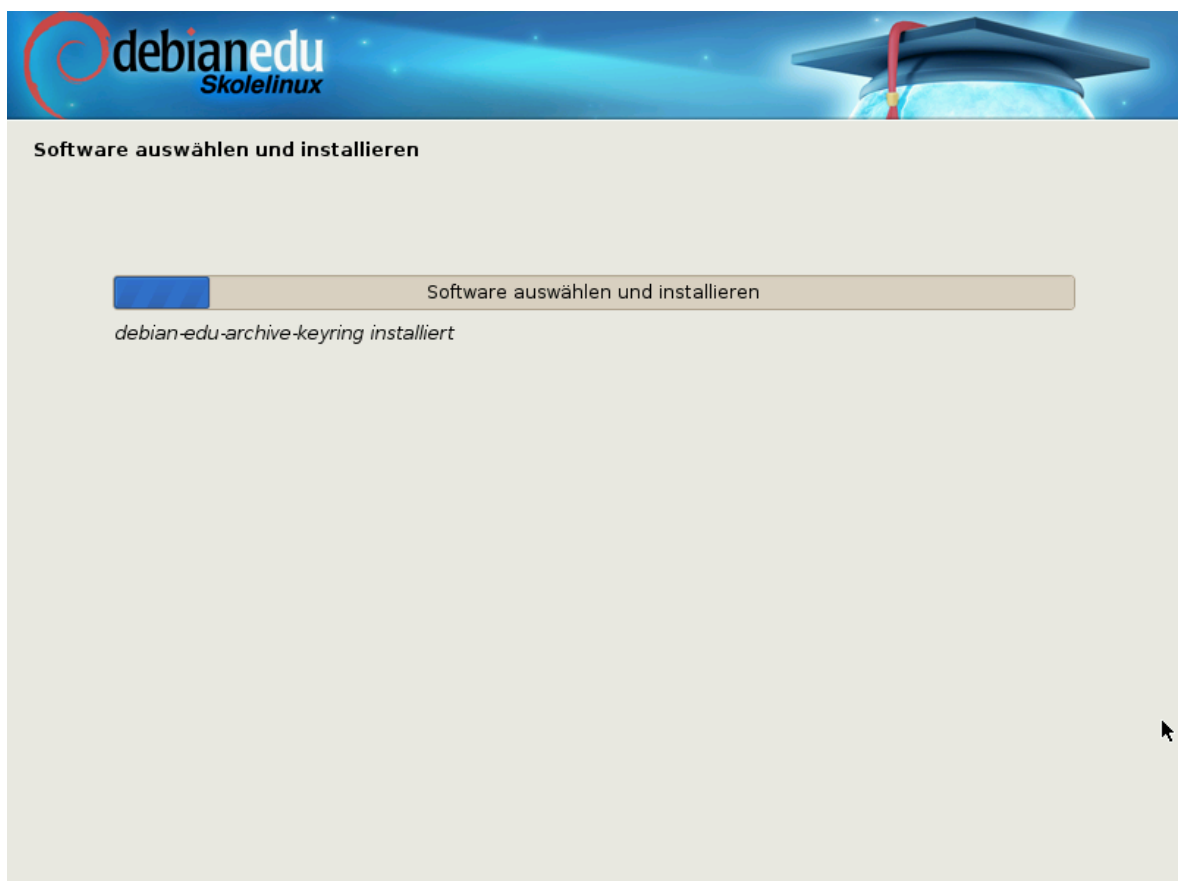 debianedu
Skolelinux
Software auswählen und installieren
Software auswählen und installieren
debian-edu-archive-keyring installiert